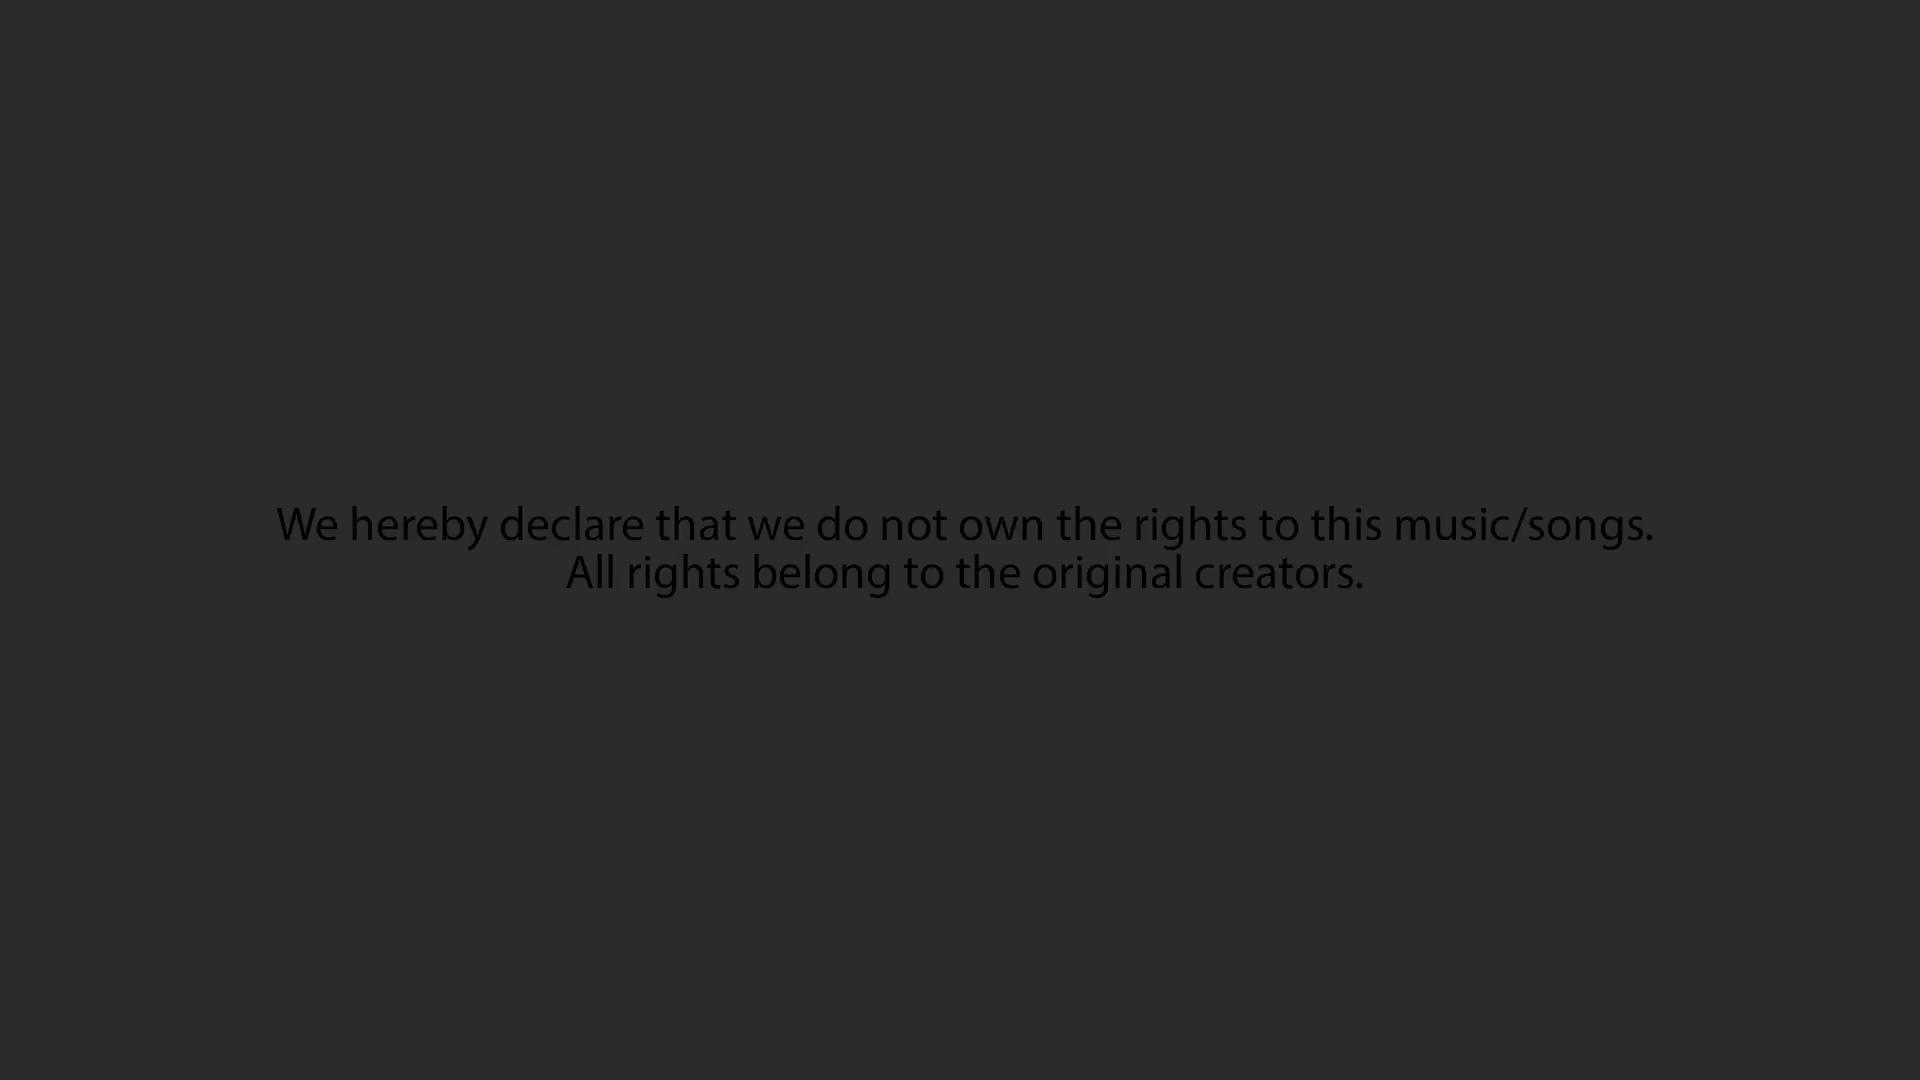 We hereby declare that we do not own the rights to this music/songs.
All rights belong to the original creators.